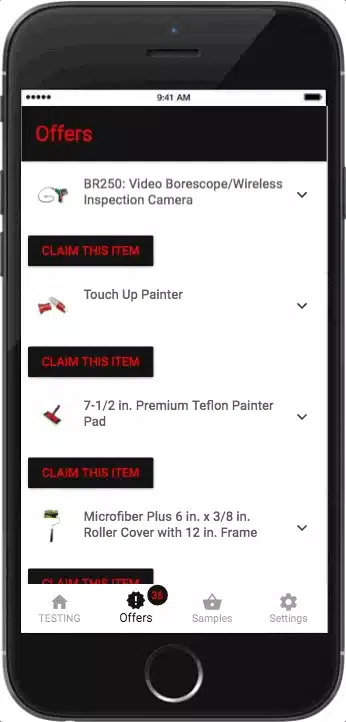 9:41 AM
Offers
BR250: Video Borescope/Wireless
Inspection Camera
CLAIM THIS ITEM
Touch Up Painter
CLAIM THIS ITEM
7-1/2 in. Premium Teflon Painter
Pad
CLAIM THIS ITEM
Microfiber Plus 6 in. x 3/8 in.
Roller Cover with 12 in. Frame
CLAIM THIS ITEM
36
TESTING Offers Samples Settings